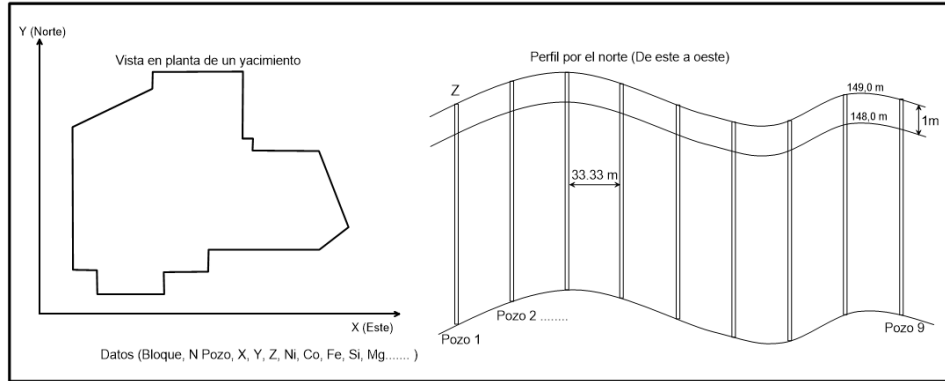 Y (Norte)
Vista en planta de un yacimiento
X (Este)
Datos (Bloque, N Pozo, X, Y, Z, Ni, Co, Fe, Si, Mg....... )
Perfil por el norte (De este a oeste)
Z
149,0 m
148,0 m
1m
33.33 m
Pozo 1
Pozo 2 ........
Pozo 9